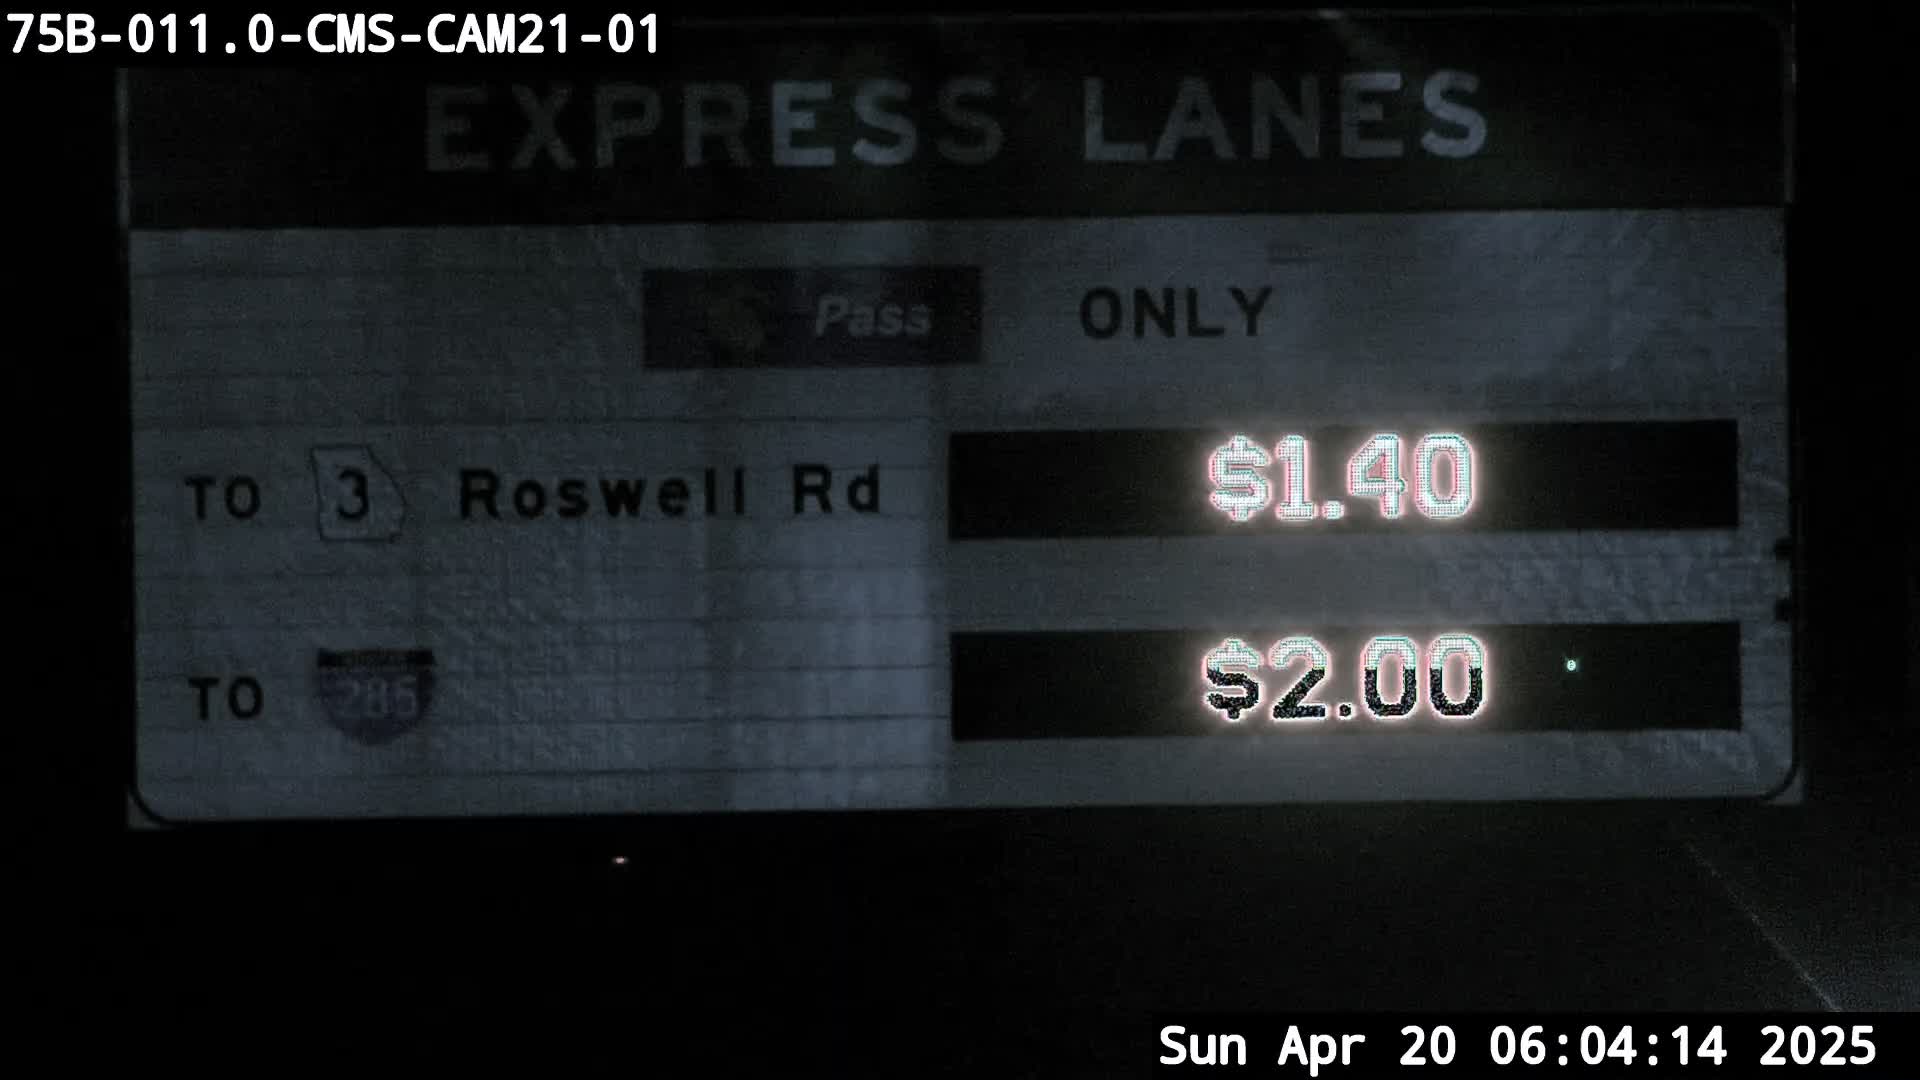 75B-011.0-CMS-CAM21-01
EXPRESS LANES
Pass ONLY
TO 3 Roswell Rd $1.40
TO 285 $2.00
Sun Apr 20 06:04:14 2025